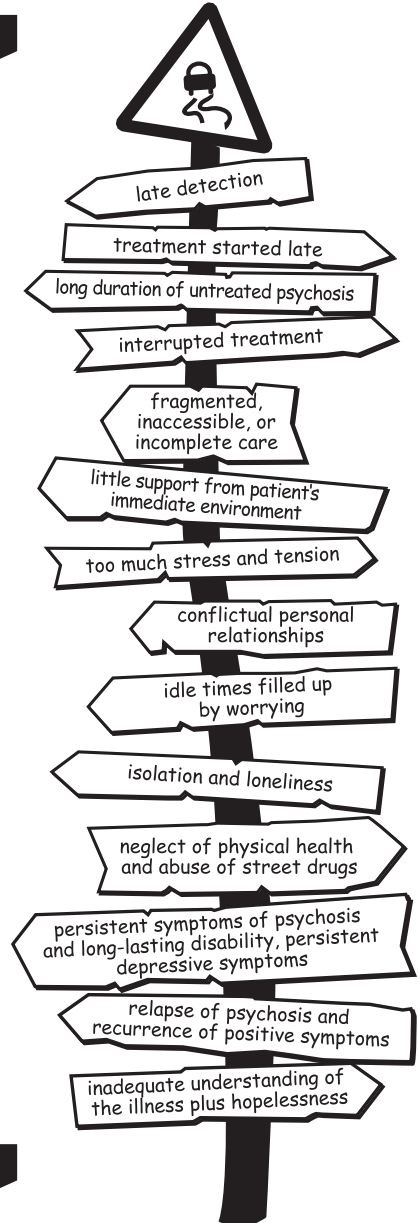 late detection
treatment started late
long duration of untreated psychosis
interrupted treatment
fragmented,
inaccessible, or
incomplete care
little support from patient's
immediate environment
too much stress and tension
conflictual personal
relationships
idle times filled up
by worrying
isolation and loneliness
neglect of physical health
and abuse of street drugs
persistent symptoms of psychosis
and long-lasting disability, persistent
depressive symptoms
relapse of psychosis and
recurrence of positive symptoms
inadequate understanding of
the illness plus hopelessness